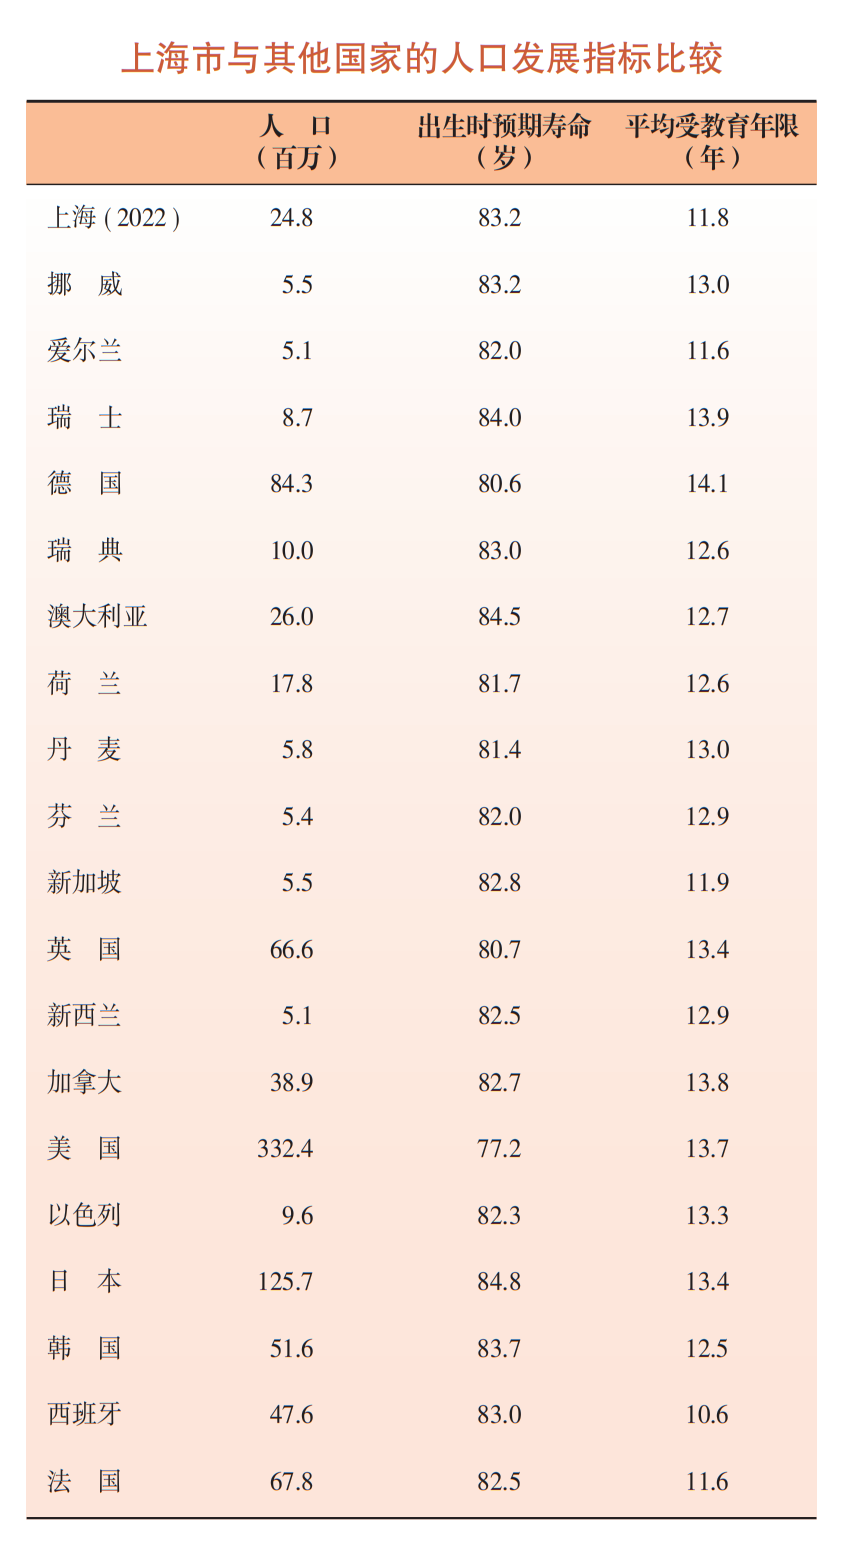 上海市与其他国家的人口发展指标比较
人　口 出生时预期寿命 平均受教育年限
（百万） （岁） （年）
上海（2022） 24.8 83.2 11.8
挪　威 5.5 83.2 13.0
爱尔兰 5.1 82.0 11.6
瑞　士 8.7 84.0 13.9
德　国 84.3 80.6 14.1
瑞　典 10.0 83.0 12.6
澳大利亚 26.0 84.5 12.7
荷　兰 17.8 81.7 12.6
丹　麦 5.8 81.4 13.0
芬　兰 5.4 82.0 12.9
新加坡 5.5 82.8 11.9
英　国 66.6 80.7 13.4
新西兰 5.1 82.5 12.9
加拿大 38.9 82.7 13.8
美　国 332.4 77.2 13.7
以色列 9.6 82.3 13.3
日　本 125.7 84.8 13.4
韩　国 51.6 83.7 12.5
西班牙 47.6 83.0 10.6
法　国 67.8 82.5 11.6